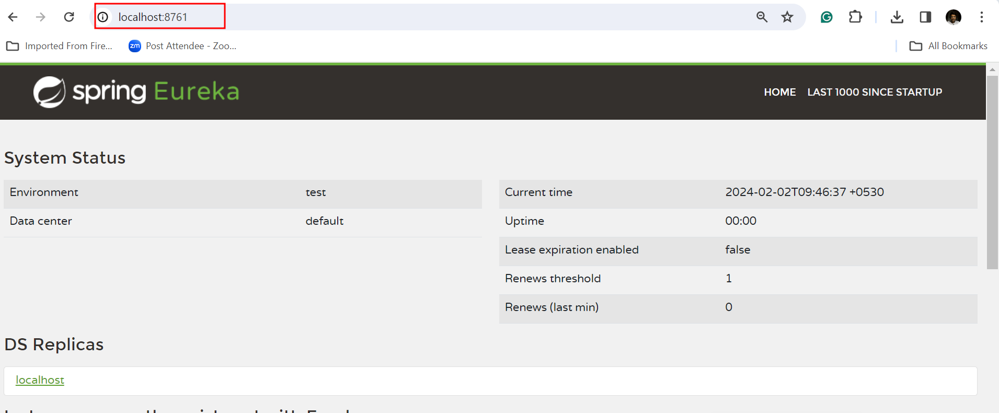 localhost:8761
Imported From Fire...
zm Post Attendee - Zoo...
All Bookmarks
spring Eureka
HOME LAST 1000 SINCE STARTUP
System Status
Environment test
Data center default
Current time 2024-02-02T09:46:37 +0530
Uptime 00:00
Lease expiration enabled false
Renews threshold 1
Renews (last min) 0
DS Replicas
localhost